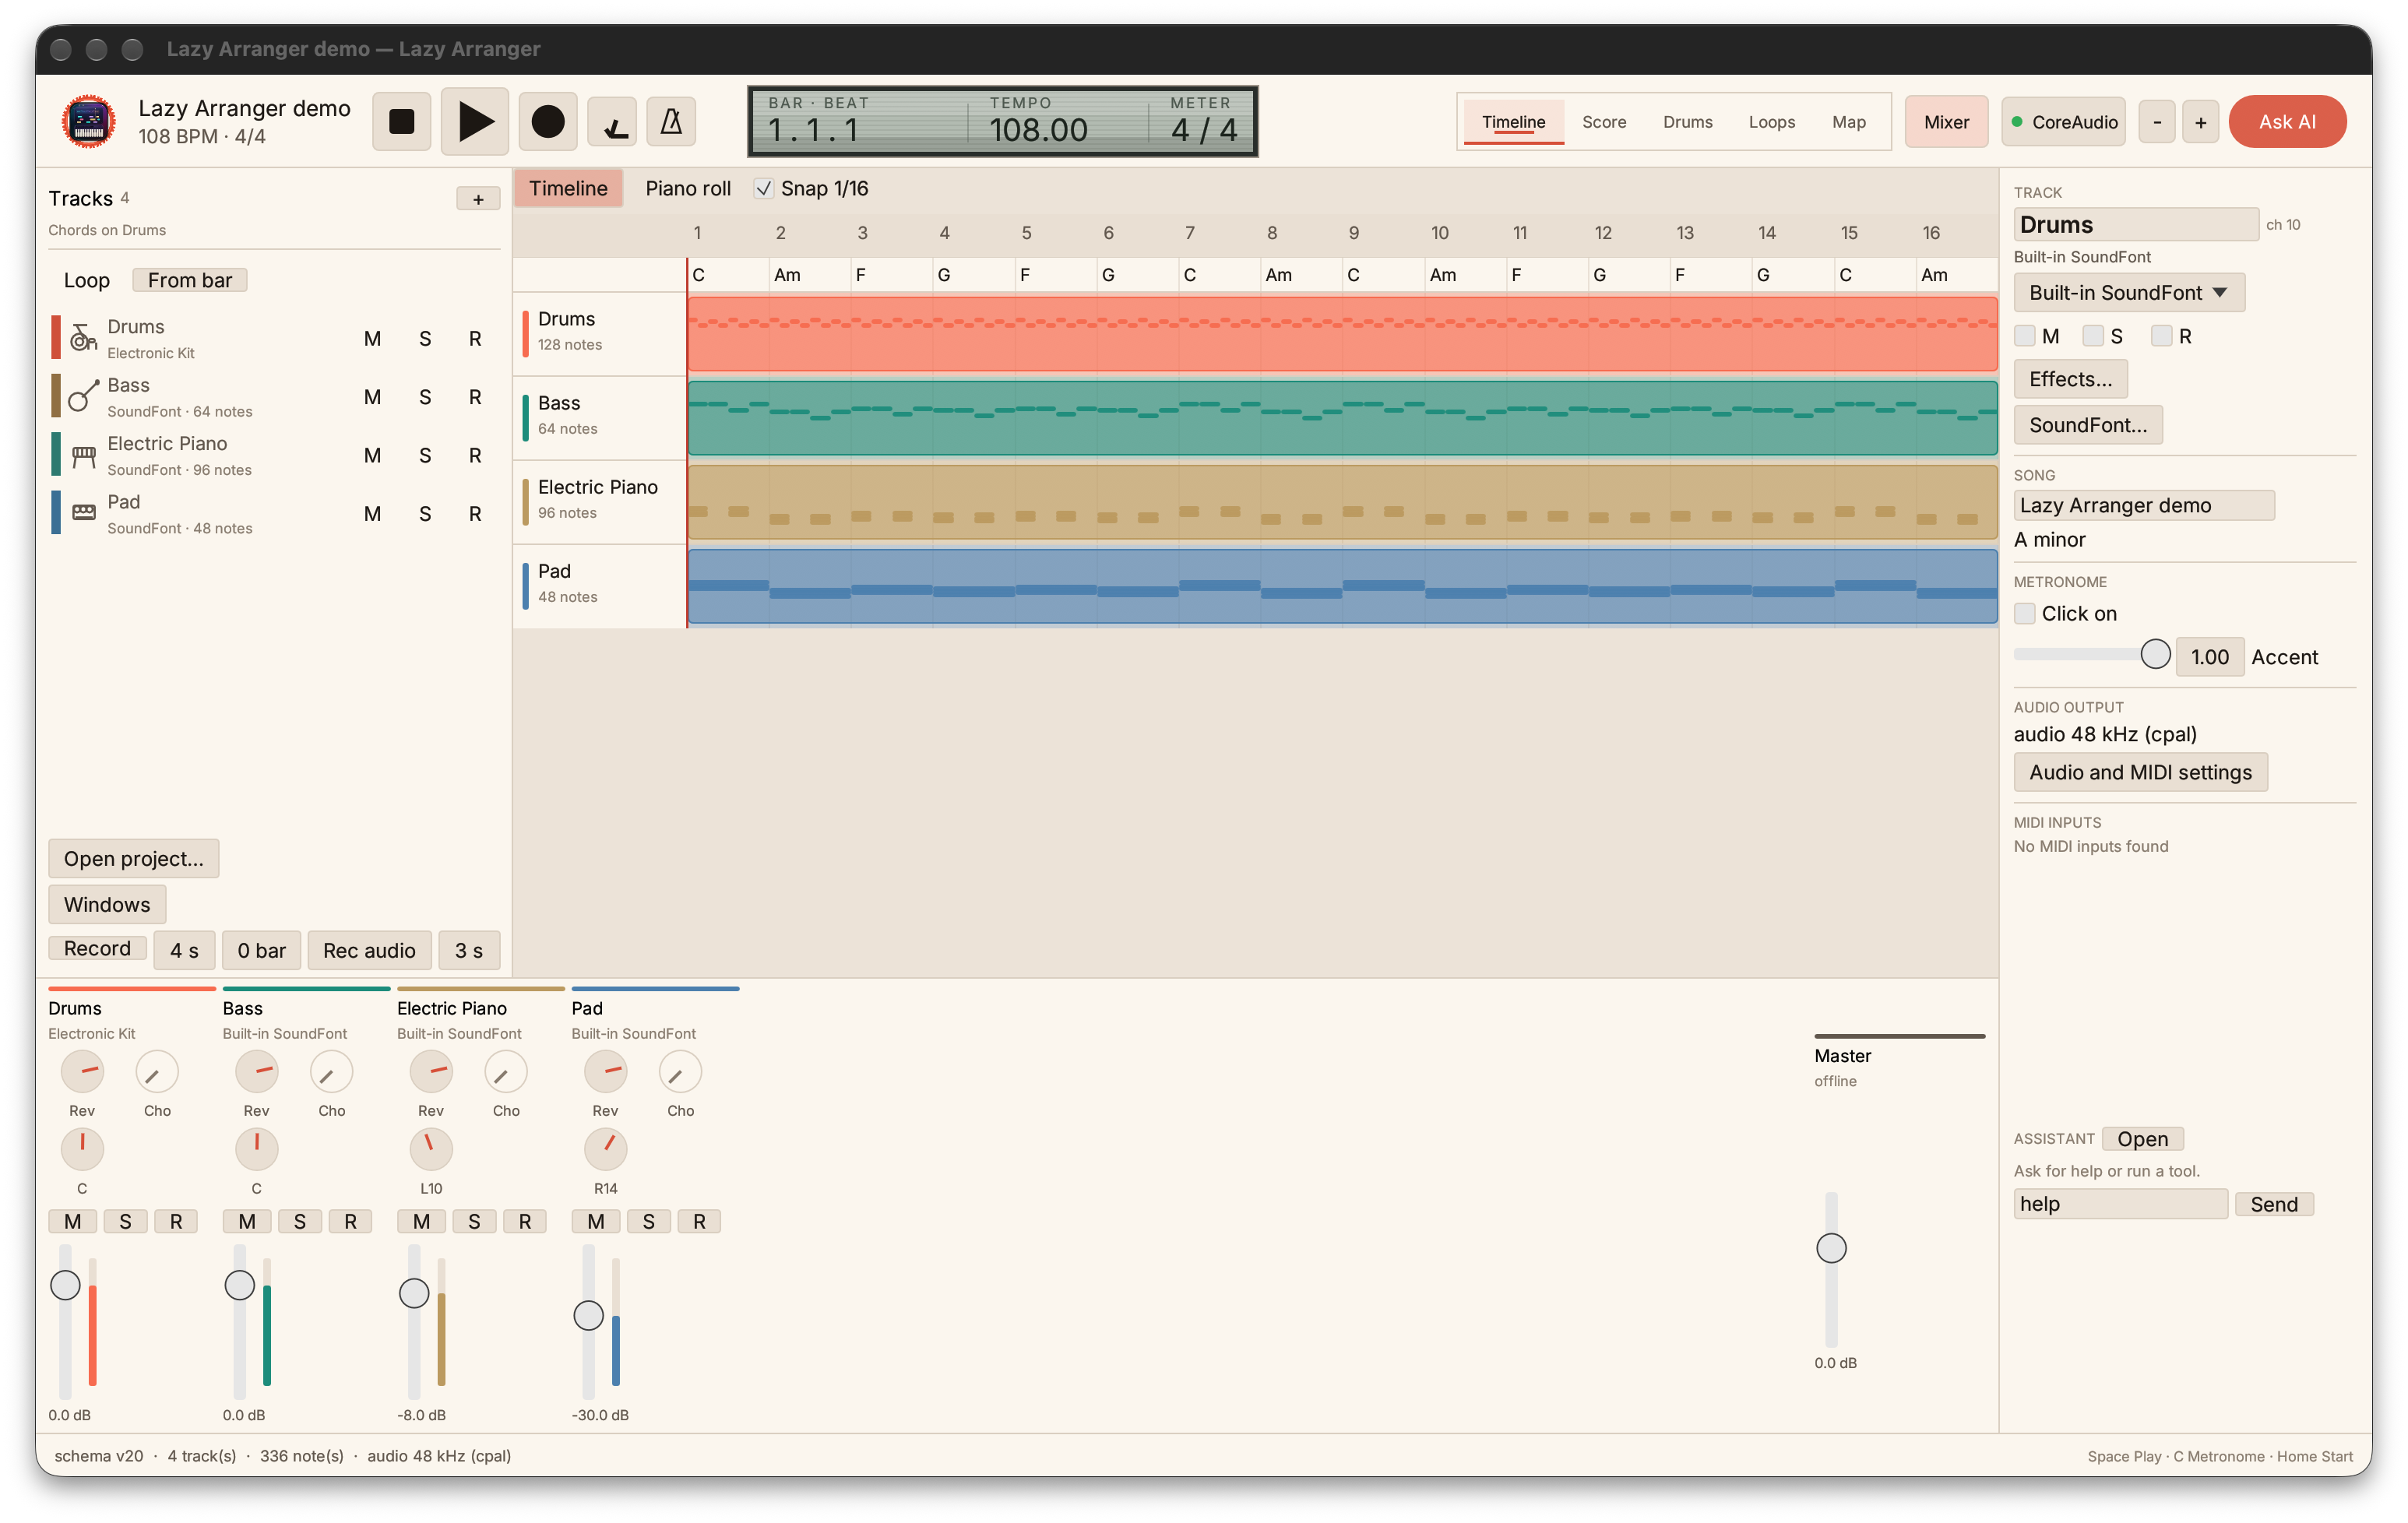 Lazy Arranger demo — Lazy Arranger
Lazy Arranger demo
108 BPM · 4/4
BAR · BEAT TEMPO METER
1.1.1 108.00 4/4
Timeline Score Drums Loops Map Mixer CoreAudio - + Ask AI
Tracks 4 +
Chords on Drums
Loop From bar
Drums M S R
Electronic Kit
Bass M S R
SoundFont · 64 notes
Electric Piano M S R
SoundFont · 96 notes
Pad M S R
SoundFont · 48 notes
Open project...
Windows
Record 4 s 0 bar Rec audio 3 s
Timeline Piano roll Snap 1/16
1 2 3 4 5 6 7 8 9 10 11 12 13 14 15 16
C Am F G F G C Am C Am F G F G C Am
Drums
128 notes
Bass
64 notes
Electric Piano
96 notes
Pad
48 notes
TRACK
Drums ch 10
Built-in SoundFont
Built-in SoundFont
M S R
Effects...
SoundFont...
SONG
Lazy Arranger demo
A minor
METRONOME
Click on
1.00 Accent
AUDIO OUTPUT
audio 48 kHz (cpal)
Audio and MIDI settings
MIDI INPUTS
No MIDI inputs found
ASSISTANT Open
Ask for help or run a tool.
help Send
Drums Bass Electric Piano Pad
Electronic Kit Built-in SoundFont Built-in SoundFont Built-in SoundFont
Rev Cho Rev Cho Rev Cho Rev Cho
C C L10 R14
M S R M S R M S R M S R
0.0 dB 0.0 dB -8.0 dB -30.0 dB
Master
offline
0.0 dB
schema v20 · 4 track(s) · 336 note(s) · audio 48 kHz (cpal)
Space Play · C Metronome · Home Start